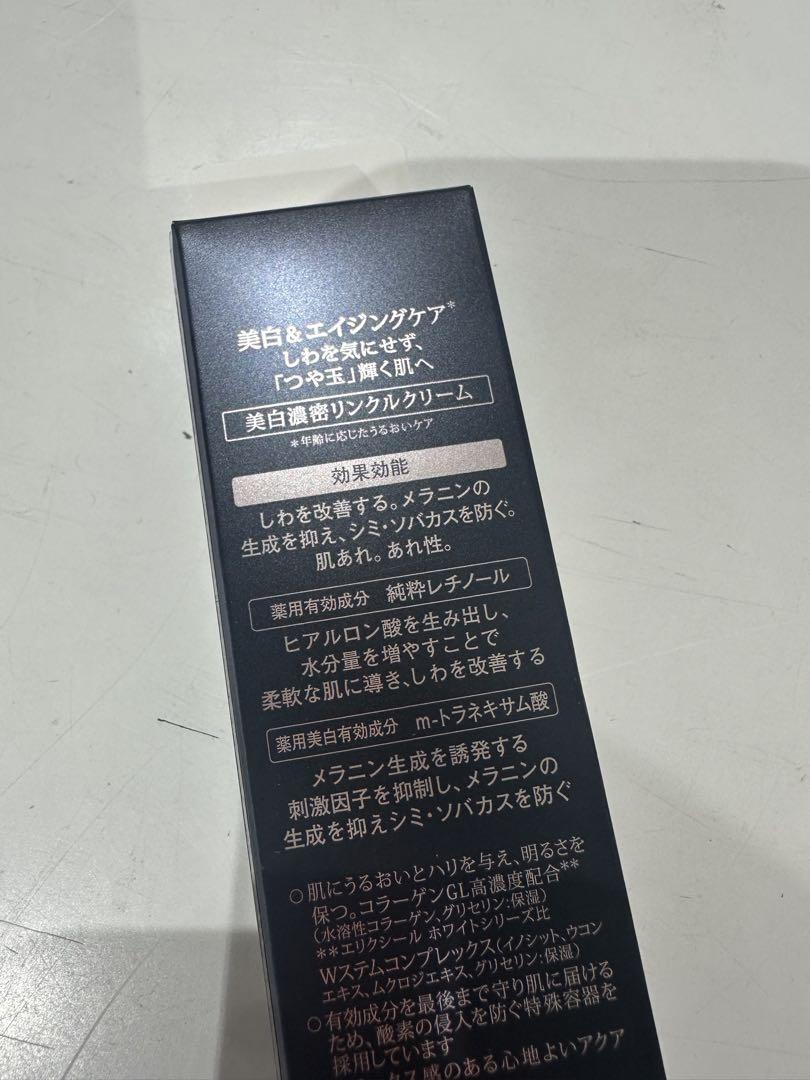 美白&エイジングケア*
しわを気にせず、
「つや玉」輝く肌へ
美白濃密リンクルクリーム
*年齢に応じたうるおいケア
効果効能
しわを改善する。メラニンの
生成を抑え、シミ・ソバカスを防ぐ。
肌あれ。あれ性。
薬用有効成分 純粋レチノール
ヒアルロン酸を生み出し、
水分量を増やすことで
柔軟な肌に導き、しわを改善する
薬用美白有効成分 m-トラネキサム酸
メラニン生成を誘発する
刺激因子を抑制し、メラニンの
生成を抑えシミ・ソバカスを防ぐ
○肌にうるおいとハリを与え、明るさを
保つ。コラーゲンGL高濃度配合**
(水溶性コラーゲン、グリセリン:保湿)
**エリクシール ホワイトシリーズ比
Wステムコンプレックス(イノシット、ウコン
エキス、ムクロジエキス、グリセリン:保湿)
○有効成分を最後まで守り肌に届ける
ため、酸素の侵入を防ぐ特殊容器を
採用しています
ス感のある心地よいアクア